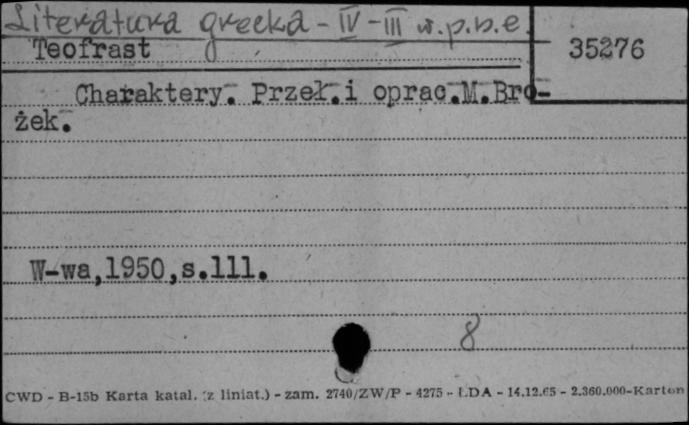 Literatura grecka - IV - III w.p.n.e.
Teofrast
35276
Charaktery. Przeł.i oprac.M.Bro-
żek.
W-wa,1950,s.111.
8
CWD - B-15b Karta katal. (z liniat.) - zam. 2740/ZW/P - 4275 - LDA - 14.12.65 - 2.360.000-Karton